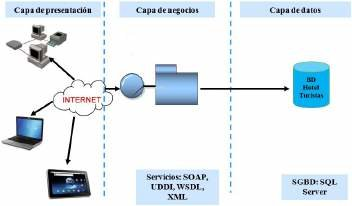 Capa de presentación
Capa de negocios
Capa de datos
INTERNET
BD
Hotel
Turistas
Servicios: SOAP,
UDDI, WSDL,
XML
SGBD: SQL
Server